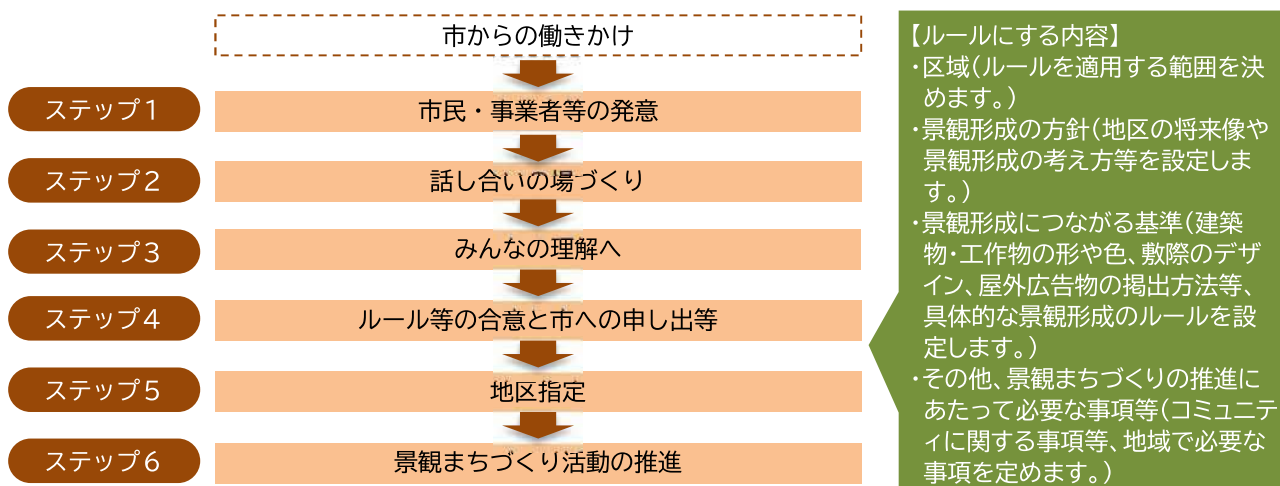 市からの働きかけ
ステップ1
市民・事業者等の発意
ステップ2
話し合いの場づくり
ステップ3
みんなの理解へ
ステップ4
ルール等の合意と市への申し出等
ステップ5
地区指定
ステップ6
景観まちづくり活動の推進
【ルールにする内容】
・区域(ルールを適用する範囲を決
めます。)
・景観形成の方針(地区の将来像や
景観形成の考え方等を設定しま
す。)
・景観形成につながる基準(建築
物・工作物の形や色、敷際のデザ
イン、屋外広告物の掲出方法等、
具体的な景観形成のルールを設
定します。)
・その他、景観まちづくりの推進に
あたって必要な事項等(コミュニテ
ィに関する事項等、地域で必要な
事項を定めます。)